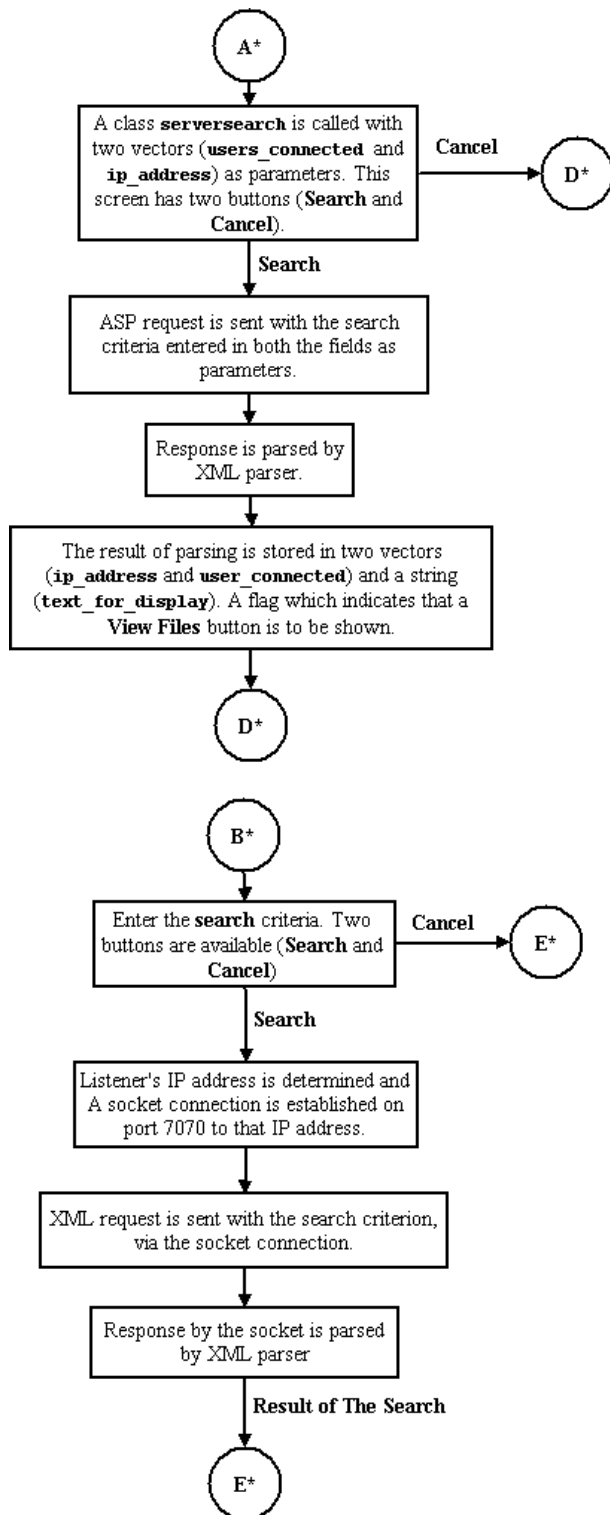 A*
A class serversearch is called with
two vectors (users_connected and
ip_address) as parameters. This
screen has two buttons (Search and
Cancel).
Cancel
D*
Search
ASP request is sent with the search
criteria entered in both the fields as
parameters.
Response is parsed by
XML parser.
The result of parsing is stored in two vectors
(ip_address and user_connected) and a string
(text_for_display). A flag which indicates that a
View Files button is to be shown.
D*
B*
Enter the search criteria. Two
buttons are available (Search and
Cancel)
Cancel
E*
Search
Listener's IP address is determined and
A socket connection is established on
port 7070 to that IP address.
XML request is sent with the search criterion,
via the socket connection.
Response by the socket is parsed
by XML parser
Result of The Search
E*